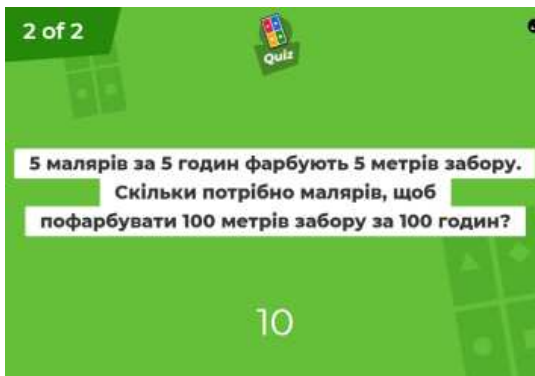 2 of 2
Quiz
5 малярів за 5 годин фарбують 5 метрів забору.
Скільки потрібно малярів, щоб
пофарбувати 100 метрів забору за 100 годин?
10